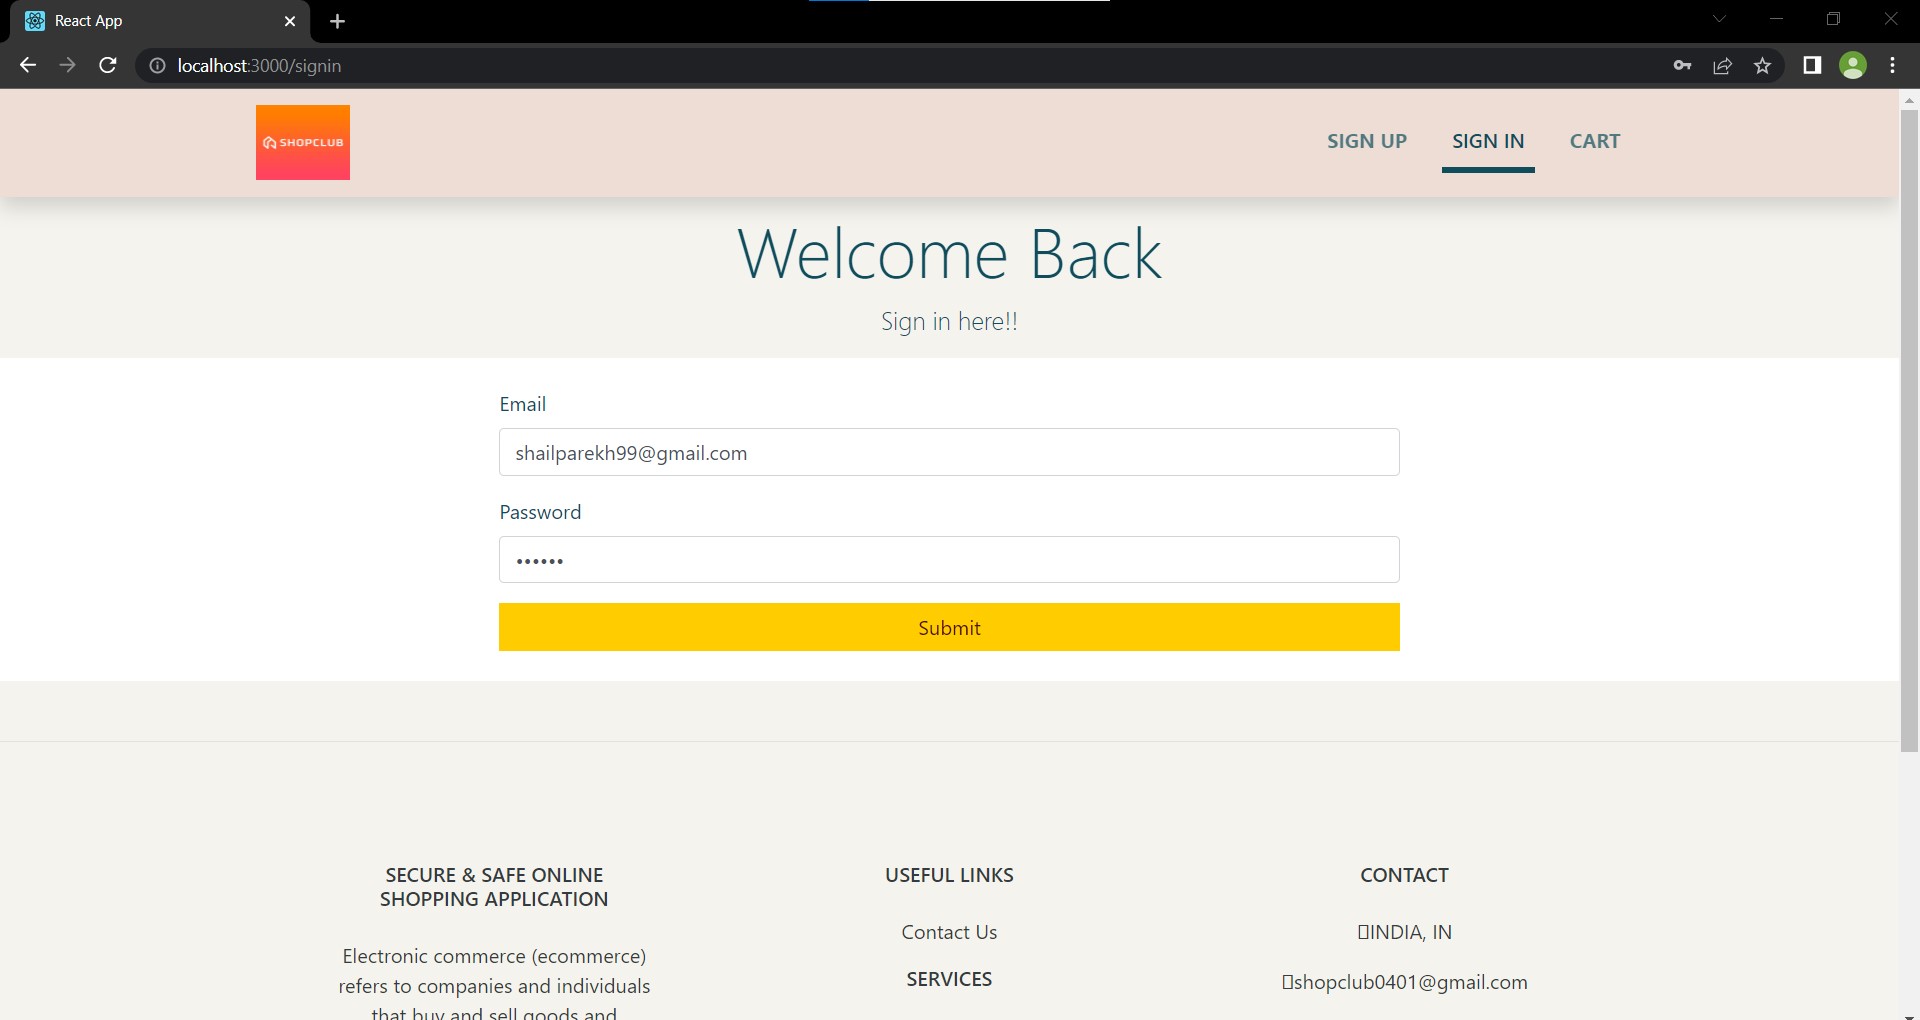 React App
localhost:3000/signin
SHOPCLUB
SIGN UP
SIGN IN
CART
Welcome Back
Sign in here!!
Email
shailparekh99@gmail.com
Password
••••••
Submit
SECURE & SAFE ONLINE
SHOPPING APPLICATION
Electronic commerce (ecommerce)
refers to companies and individuals
that buy and sell goods and
USEFUL LINKS
Contact Us
SERVICES
CONTACT
INDIA, IN
shopclub0401@gmail.com